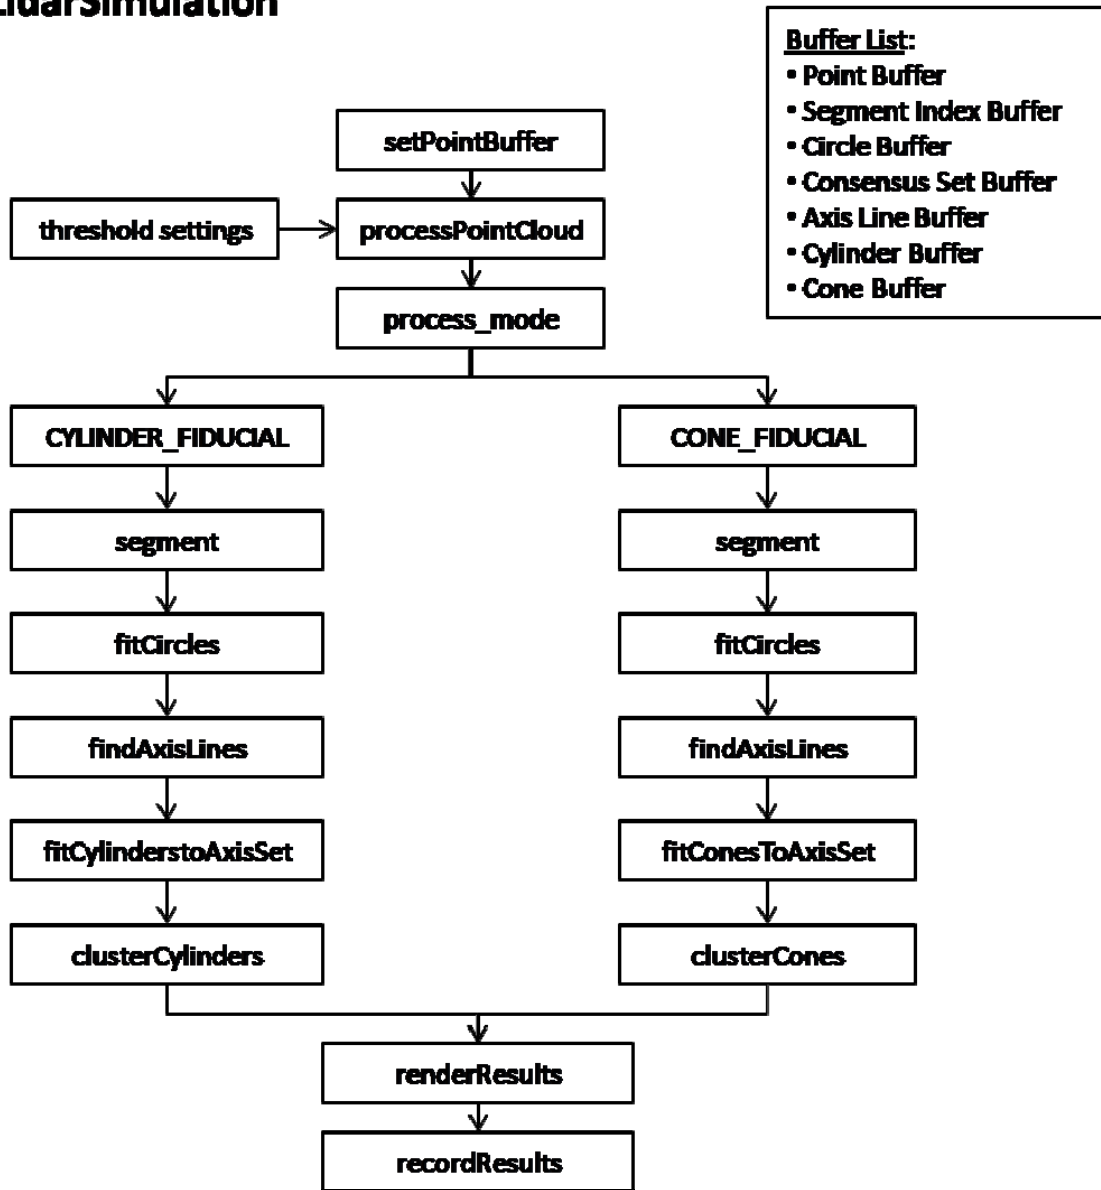 LidarSimulation
Buffer List:
• Point Buffer
• Segment Index Buffer
• Circle Buffer
• Consensus Set Buffer
• Axis Line Buffer
• Cylinder Buffer
• Cone Buffer
setPointBuffer
threshold settings
processPointCloud
process_mode
CYLINDER_FIDUCIAL
CONE_FIDUCIAL
segment
segment
fitCircles
fitCircles
findAxisLines
findAxisLines
fitCylinderstoAxisSet
fitConesToAxisSet
clusterCylinders
clusterCones
renderResults
recordResults